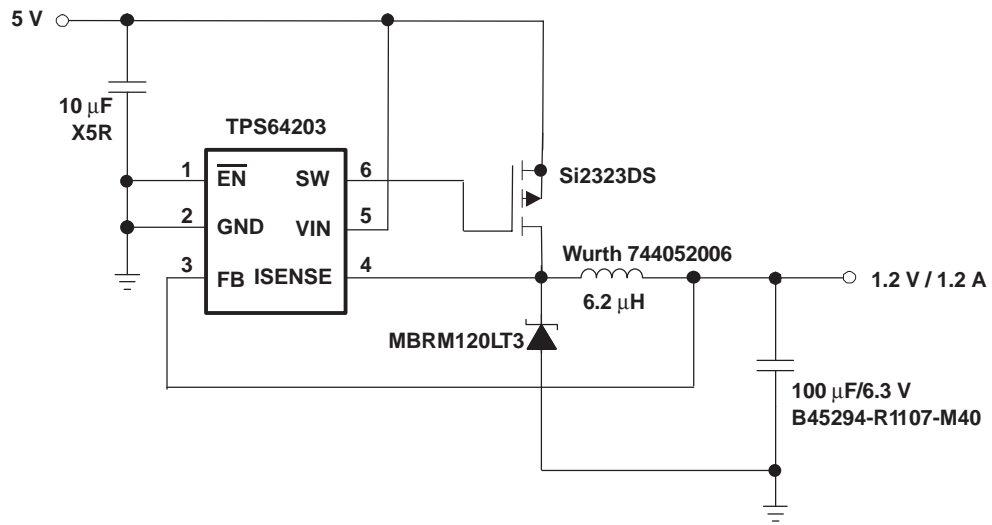 5 V
10 μF
X5R
TPS64203
1
EN
SW
6
2
GND
VIN
5
3
FB
ISENSE
4
Si2323DS
Wurth 744052006
6.2 μH
1.2 V / 1.2 A
MBRM120LT3
100 μF/6.3 V
B45294-R1107-M40